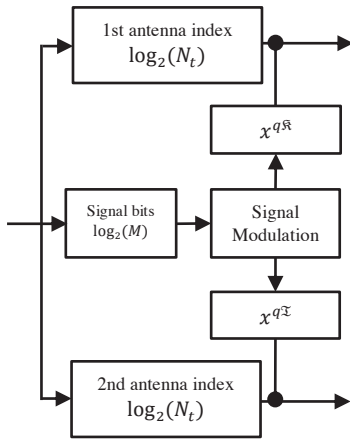 1st antenna index
log₂(Nₜ)
x^{qℜ}
Signal bits
log₂(M)
Signal
Modulation
x^{qℑ}
2nd antenna index
log₂(Nₜ)